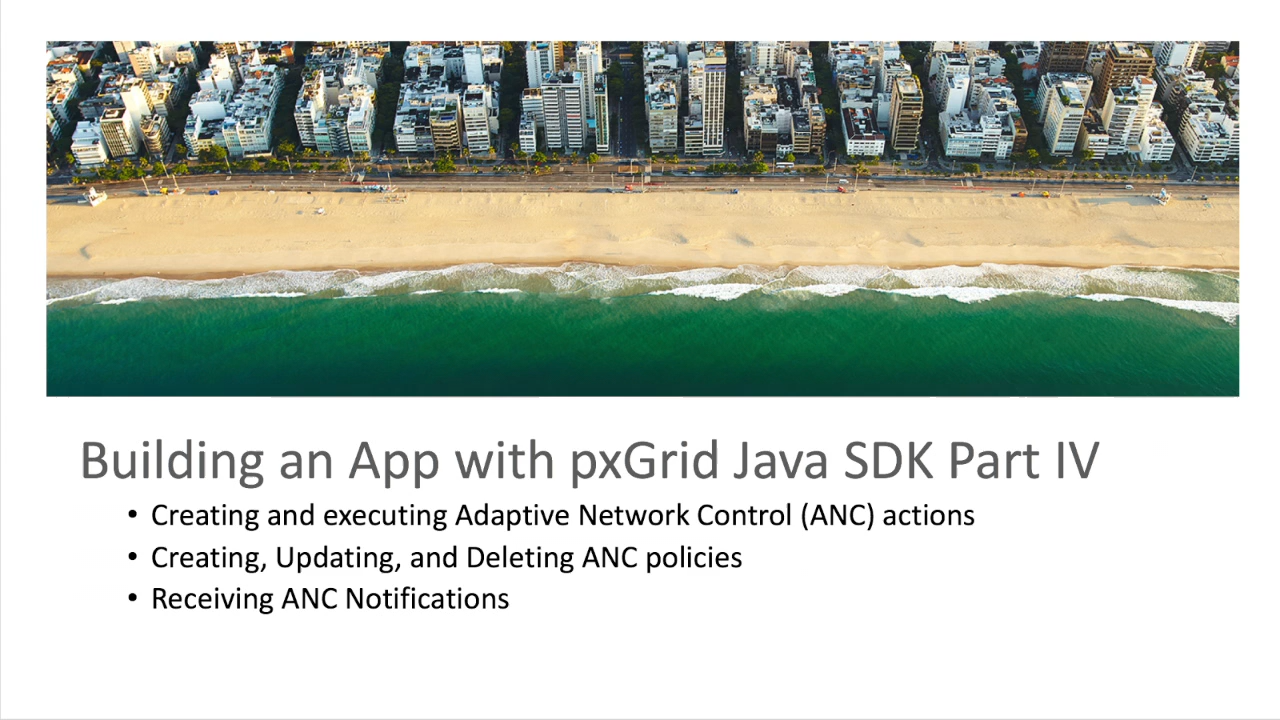 Building an App with pxGrid Java SDK Part IV
• Creating and executing Adaptive Network Control (ANC) actions
• Creating, Updating, and Deleting ANC policies
• Receiving ANC Notifications